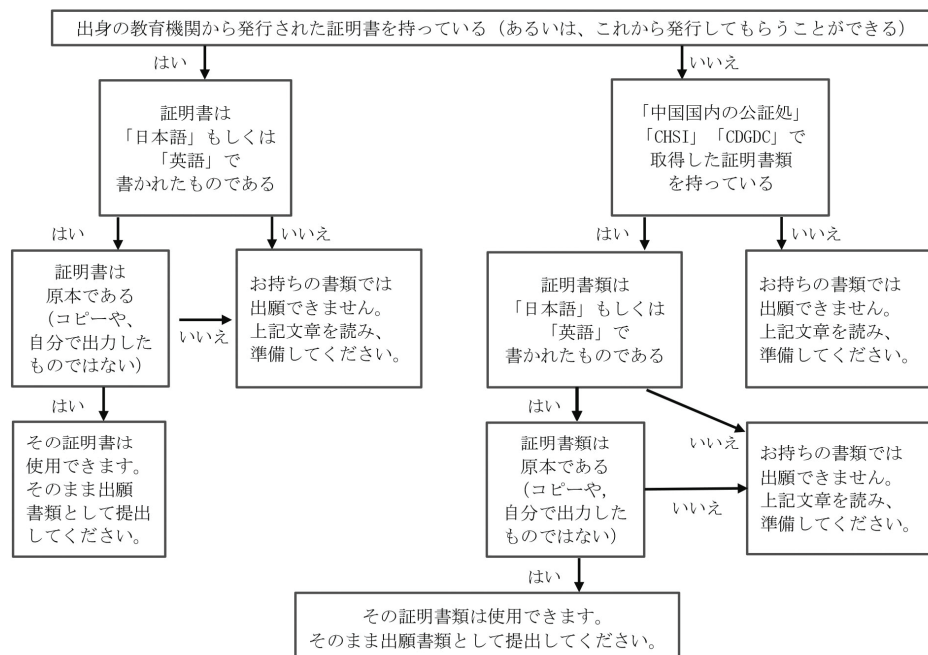 出身の教育機関から発行された証明書を持っている（あるいは、これから発行してもらうことができる）
はい
いいえ
証明書は
「日本語」もしくは
「英語」で
書かれたものである
「中国国内の公証処」
「CHSI」「CDGDC」で
取得した証明書類
を持っている
はい
いいえ
はい
いいえ
証明書は
原本である
（コピーや、
自分で出力した
ものではない）
いいえ
お持ちの書類では
出願できません。
上記文章を読み、
準備してください。
証明書類は
「日本語」もしくは
「英語」で
書かれたものである
お持ちの書類では
出願できません。
上記文章を読み、
準備してください。
はい
はい
いいえ
その証明書は
使用できます。
そのまま出願
書類として提出
してください。
証明書類は
原本である
（コピーや,
自分で出力した
ものではない）
いいえ
お持ちの書類では
出願できません。
上記文章を読み、
準備してください。
はい
その証明書類は使用できます。
そのまま出願書類として提出してください。